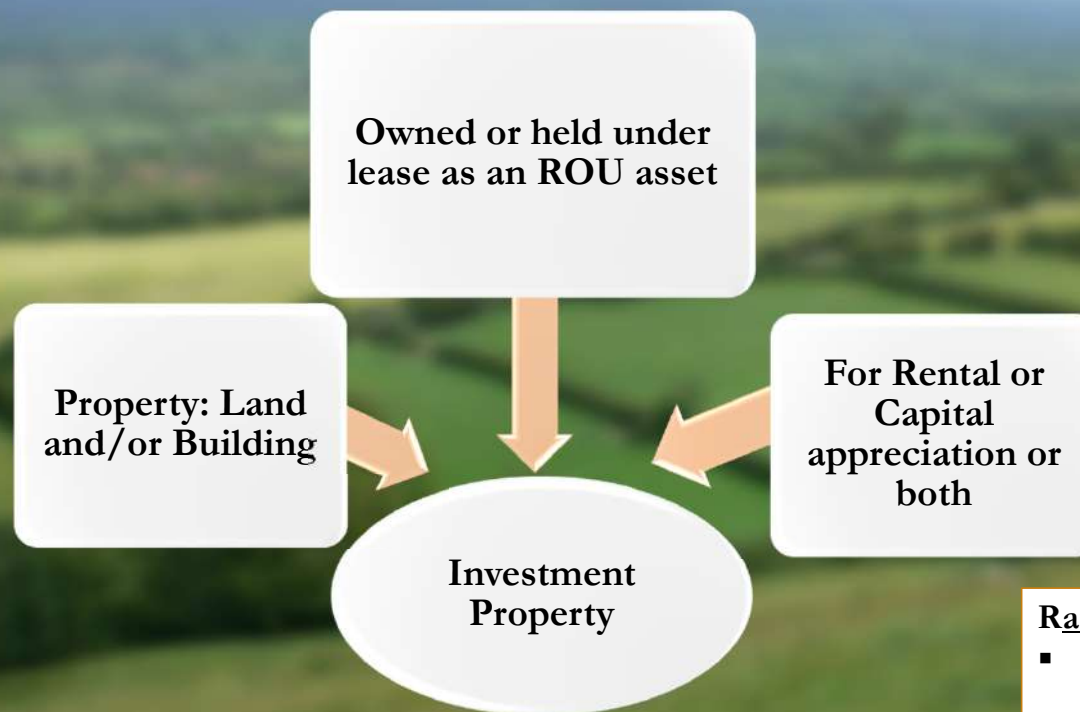 Owned or held under
lease as an ROU asset
Property: Land
and/or Building
For Rental or
Capital
appreciation or
both
Investment
Property